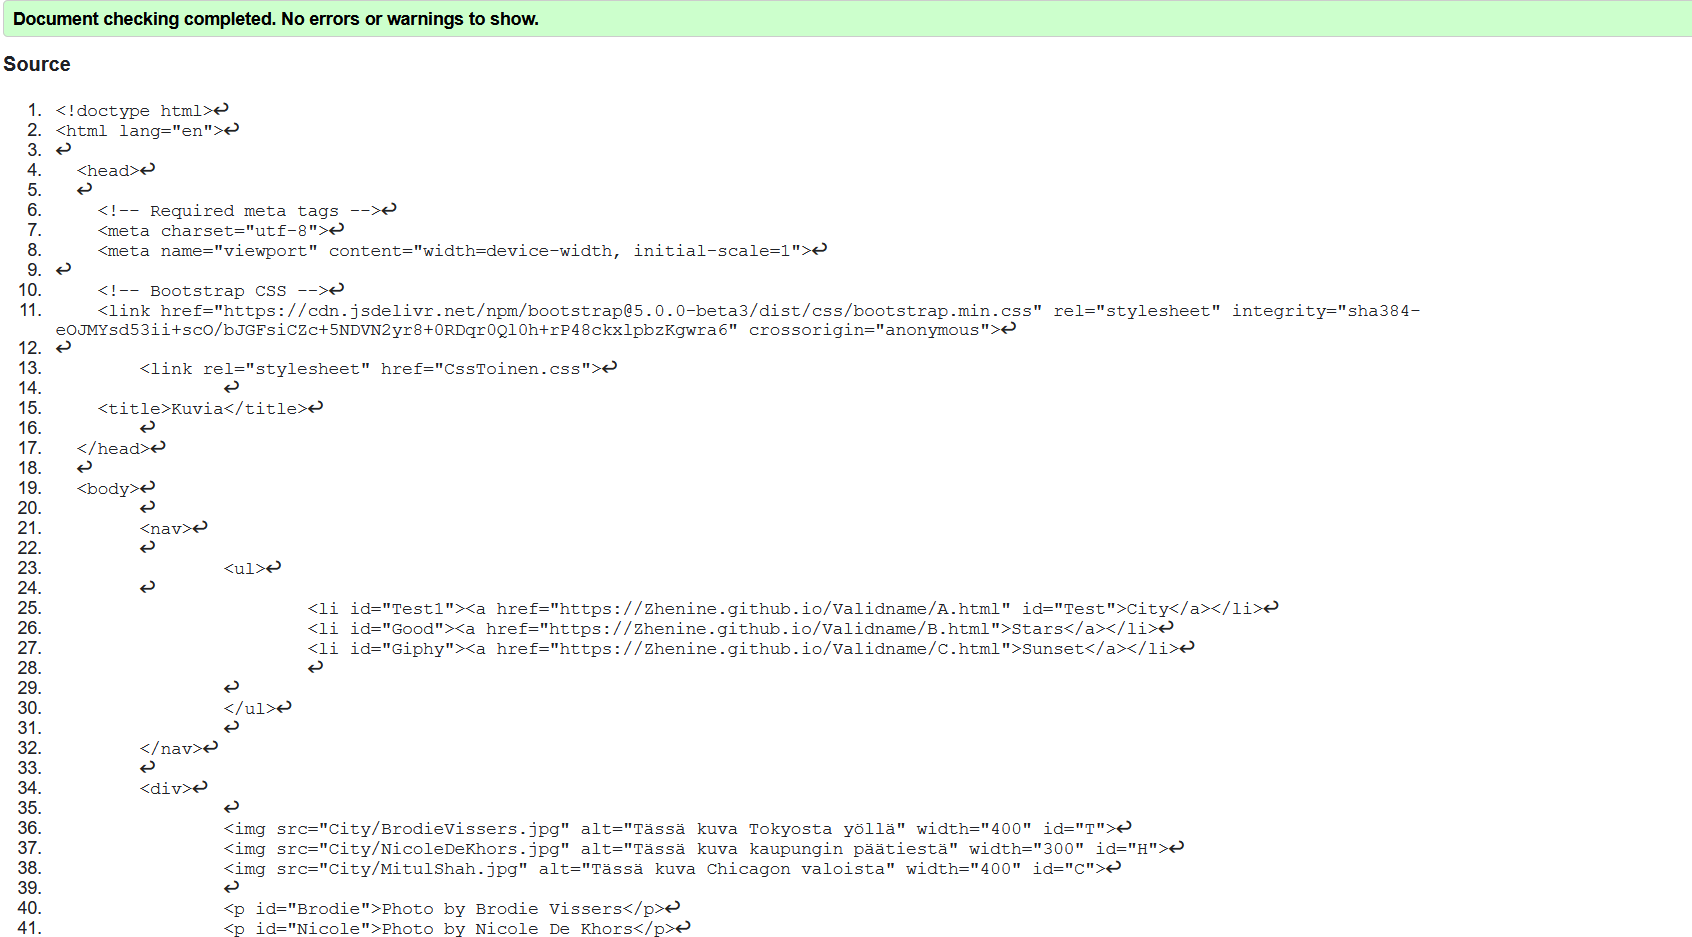 Document checking completed. No errors or warnings to show.
Source
1. <!doctype html>↩
2. <html lang="en">↩
3. ↩
4. <head>↩
5. ↩
6. <!-- Required meta tags -->↩
7. <meta charset="utf-8">↩
8. <meta name="viewport" content="width=device-width, initial-scale=1">↩
9. ↩
10. <!-- Bootstrap CSS -->↩
11. <link href="https://cdn.jsdelivr.net/npm/bootstrap@5.0.0-beta3/dist/css/bootstrap.min.css" rel="stylesheet" integrity="sha384-
eOJMYsd53ii+scO/bJGFsiCZc+5NDVN2yr8+0RDqr0Ql0h+rP48ckxlpbzKgwra6" crossorigin="anonymous">↩
12. ↩
13. <link rel="stylesheet" href="CssToinen.css">↩
14. ↩
15. <title>Kuvia</title>↩
16. ↩
17. </head>↩
18. ↩
19. <body>↩
20. ↩
21. <nav>↩
22. ↩
23. <ul>↩
24. ↩
25. <li id="Test1"><a href="https://Zhenine.github.io/Validname/A.html" id="Test">City</a></li>↩
26. <li id="Good"><a href="https://Zhenine.github.io/Validname/B.html">Stars</a></li>↩
27. <li id="Giphy"><a href="https://Zhenine.github.io/Validname/C.html">Sunset</a></li>↩
28. ↩
29. ↩
30. </ul>↩
31. ↩
32. </nav>↩
33. ↩
34. <div>↩
35. ↩
36. <img src="City/BrodieVissers.jpg" alt="Tässä kuva Tokyosta yöllä" width="400" id="T">↩
37. <img src="City/NicoleDeKhors.jpg" alt="Tässä kuva kaupungin päätiestä" width="300" id="H">↩
38. <img src="City/MitulShah.jpg" alt="Tässä kuva Chicagon valoista" width="400" id="C">↩
39. ↩
40. <p id="Brodie">Photo by Brodie Vissers</p>↩
41. <p id="Nicole">Photo by Nicole De Khors</p>↩